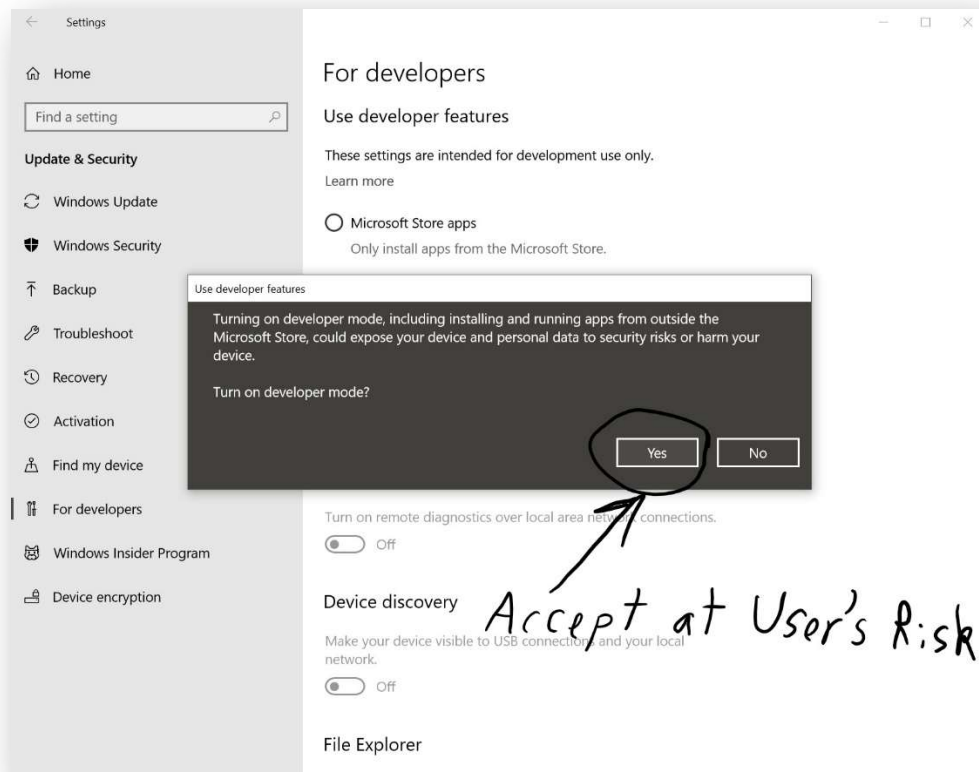 Settings
Home
Find a setting
Update & Security
Windows Update
Windows Security
Backup
Troubleshoot
Recovery
Activation
Find my device
For developers
Windows Insider Program
Device encryption
For developers
Use developer features
These settings are intended for development use only.
Learn more
Microsoft Store apps
Only install apps from the Microsoft Store.
Use developer features
Turning on developer mode, including installing and running apps from outside the
Microsoft Store, could expose your device and personal data to security risks or harm your
device.
Turn on developer mode?
Yes
No
Turn on remote diagnostics over local area network connections.
Off
Device discovery
Accept at User's Risk
Make your device visible to USB connections and your local
network.
Off
File Explorer